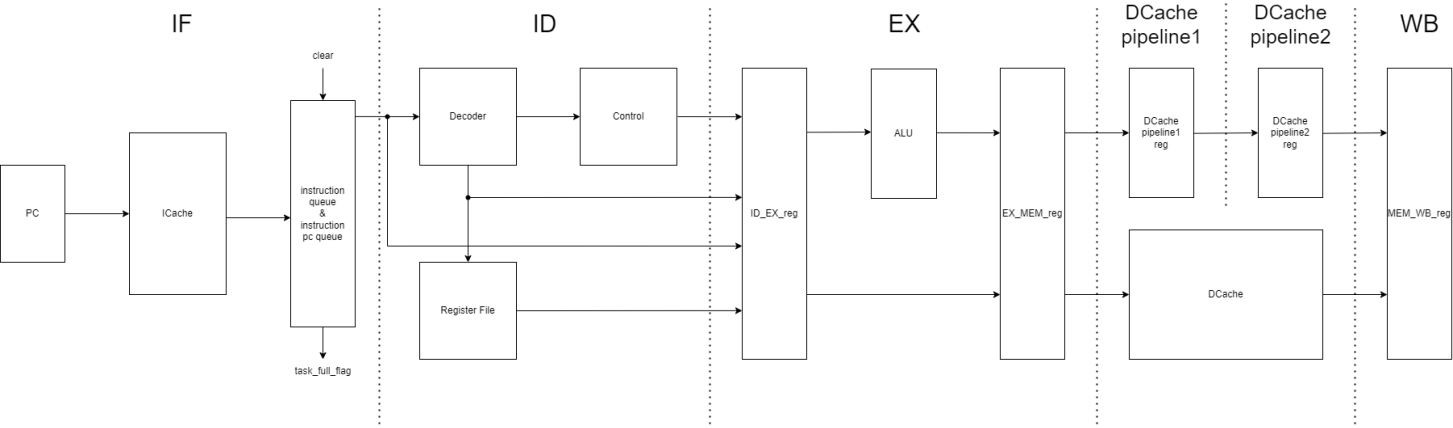 IF
ID
EX
DCache
pipeline1
DCache
pipeline2
WB
clear
PC
ICache
instruction
queue
&
instruction
pc queue
task_full_flag
Decoder
Control
Register File
ID_EX_reg
ALU
EX_MEM_reg
DCache
pipeline1
reg
DCache
pipeline2
reg
DCache
MEM_WB_reg